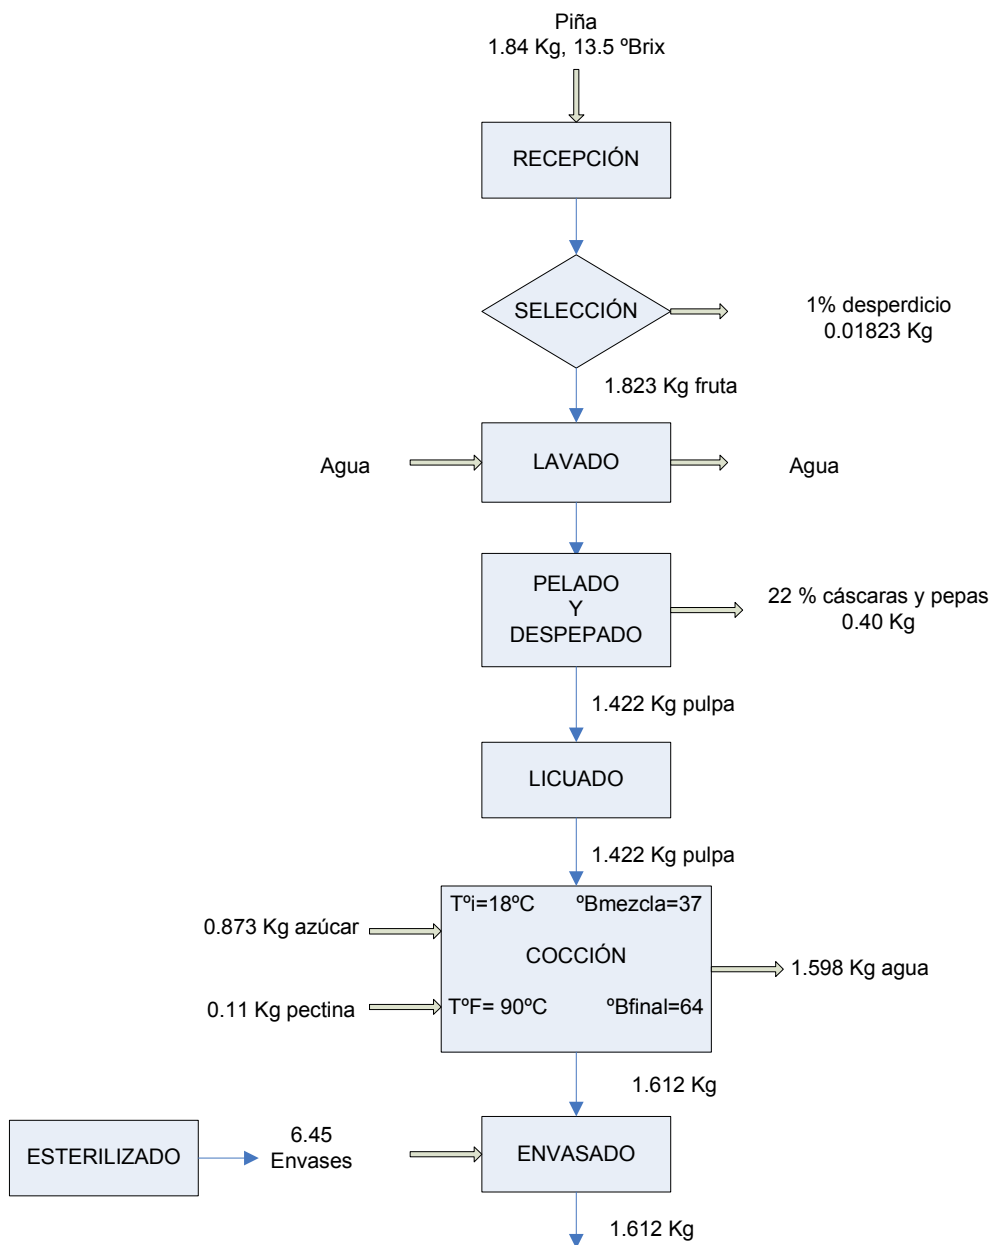 Piña
1.84 Kg, 13.5 ºBrix
RECEPCIÓN
SELECCIÓN
1% desperdicio
0.01823 Kg
1.823 Kg fruta
Agua
LAVADO
Agua
PELADO
Y
DESPEPADO
22 % cáscaras y pepas
0.40 Kg
1.422 Kg pulpa
LICUADO
1.422 Kg pulpa
Tºi=18ºC ºBmezcla=37
0.873 Kg azúcar
COCCIÓN
1.598 Kg agua
0.11 Kg pectina
TºF= 90ºC ºBfinal=64
1.612 Kg
ESTERILIZADO
6.45
Envases
ENVASADO
1.612 Kg